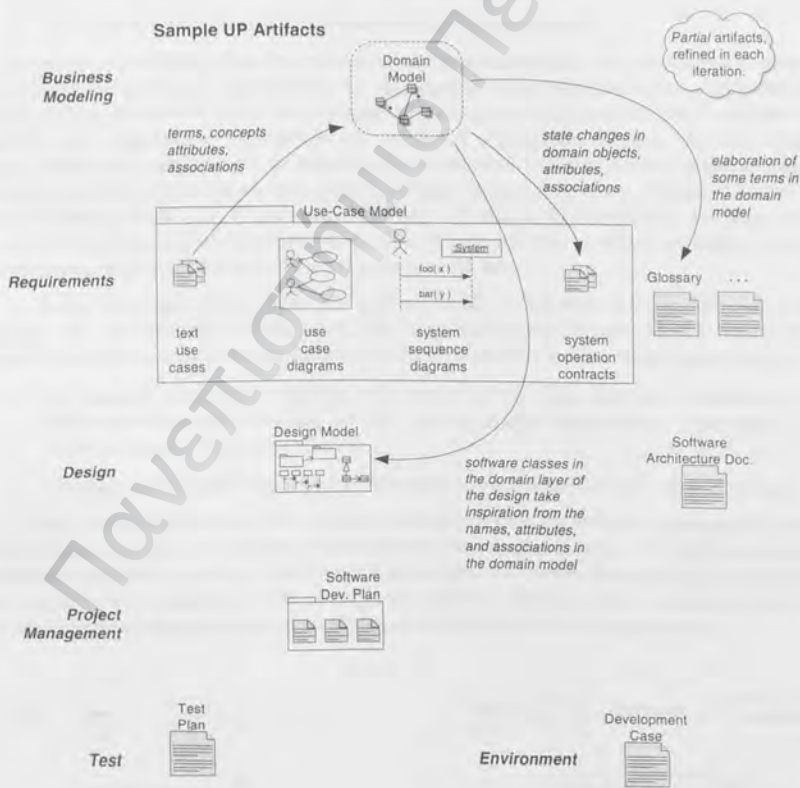 Sample UP Artifacts
Partial artifacts,
refined in each
iteration.
Business
Modeling
Domain
Model
terms, concepts
attributes,
associations
state changes in
domain objects,
attributes,
associations
elaboration of
some terms in
the domain
model
Use-Case Model
Requirements
:System
foo( x )
bar( y )
text
use
cases
use
case
diagrams
system
sequence
diagrams
system
operation
contracts
Glossary
...
Design
Design Model
software classes in
the domain layer of
the design take
inspiration from the
names, attributes,
and associations in
the domain model
Software
Architecture Doc.
Project
Management
Software
Dev. Plan
Test
Test
Plan
Environment
Development
Case
Πανεπιστήμιο Πε